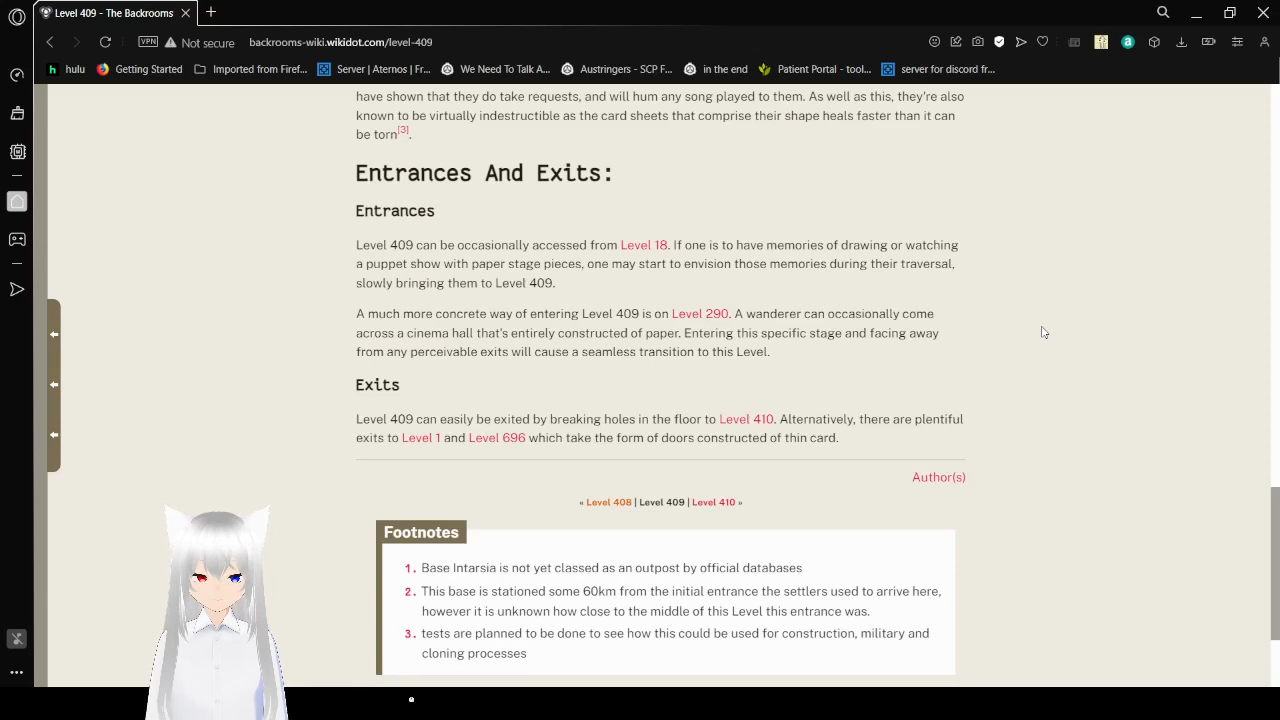 Level 409 - The Backrooms
VPN Not secure backrooms-wiki.wikidot.com/level-409
hulu Getting Started Imported from Firef... Server | Aternos | Fr... We Need To Talk A... Austringers - SCP F... in the end Patient Portal - tool... server for discord fr...
have shown that they do take requests, and will hum any song played to them. As well as this, they're also
known to be virtually indestructible as the card sheets that comprise their shape heals faster than it can
be torn[3].
Entrances And Exits:
Entrances
Level 409 can be occasionally accessed from Level 18. If one is to have memories of drawing or watching
a puppet show with paper stage pieces, one may start to envision those memories during their traversal,
slowly bringing them to Level 409.
A much more concrete way of entering Level 409 is on Level 290. A wanderer can occasionally come
across a cinema hall that's entirely constructed of paper. Entering this specific stage and facing away
from any perceivable exits will cause a seamless transition to this Level.
Exits
Level 409 can easily be exited by breaking holes in the floor to Level 410. Alternatively, there are plentiful
exits to Level 1 and Level 696 which take the form of doors constructed of thin card.
Author(s)
« Level 408 | Level 409 | Level 410 »
Footnotes
1. Base Intarsia is not yet classed as an outpost by official databases
2. This base is stationed some 60km from the initial entrance the settlers used to arrive here,
however it is unknown how close to the middle of this Level this entrance was.
3. tests are planned to be done to see how this could be used for construction, military and
cloning processes